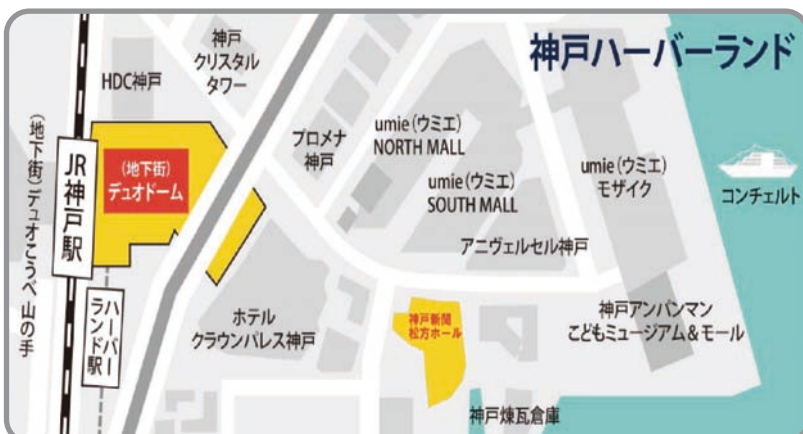 神戸ハーバーランド
神戸
クリスタル
タワー
HDC神戸
(地下街)
デュオドーム
JR神戸駅
(地下街)デュオこうべ 山の手
ハーバー
ランド駅
プロメナ
神戸
umie(ウミエ)
NORTH MALL
umie(ウミエ)
SOUTH MALL
umie(ウミエ)
モザイク
コンチェルト
アニヴェルセル神戸
ホテル
クラウンパレス神戸
神戸新聞
松方ホール
神戸アンパンマン
こどもミュージアム&モール
神戸煉瓦倉庫